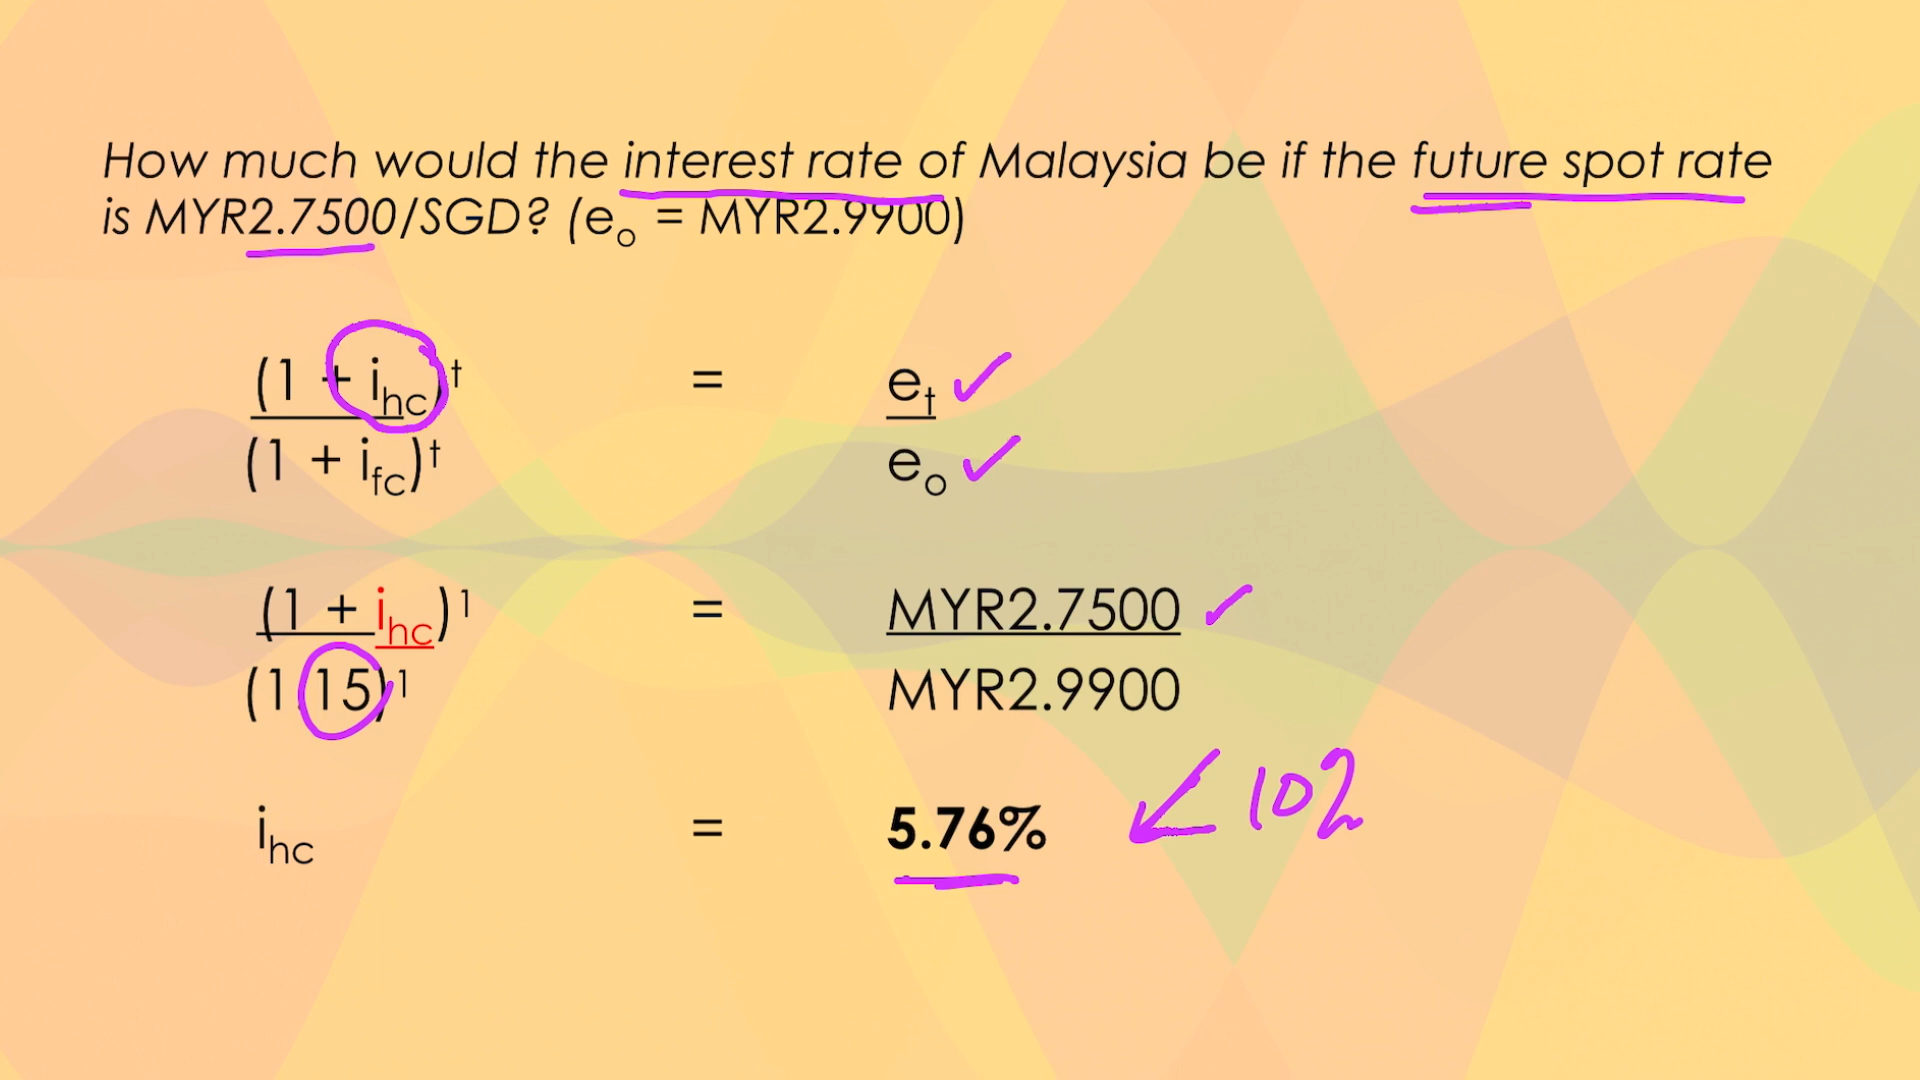 How much would the interest rate of Malaysia be if the future spot rate
is MYR2.7500/SGD? (eo = MYR2.9900)
(1 + ihc)t = et
(1 + ifc)t eo
(1 + ihc)1 = MYR2.7500
(1.15)1 MYR2.9900
ihc = 5.76%